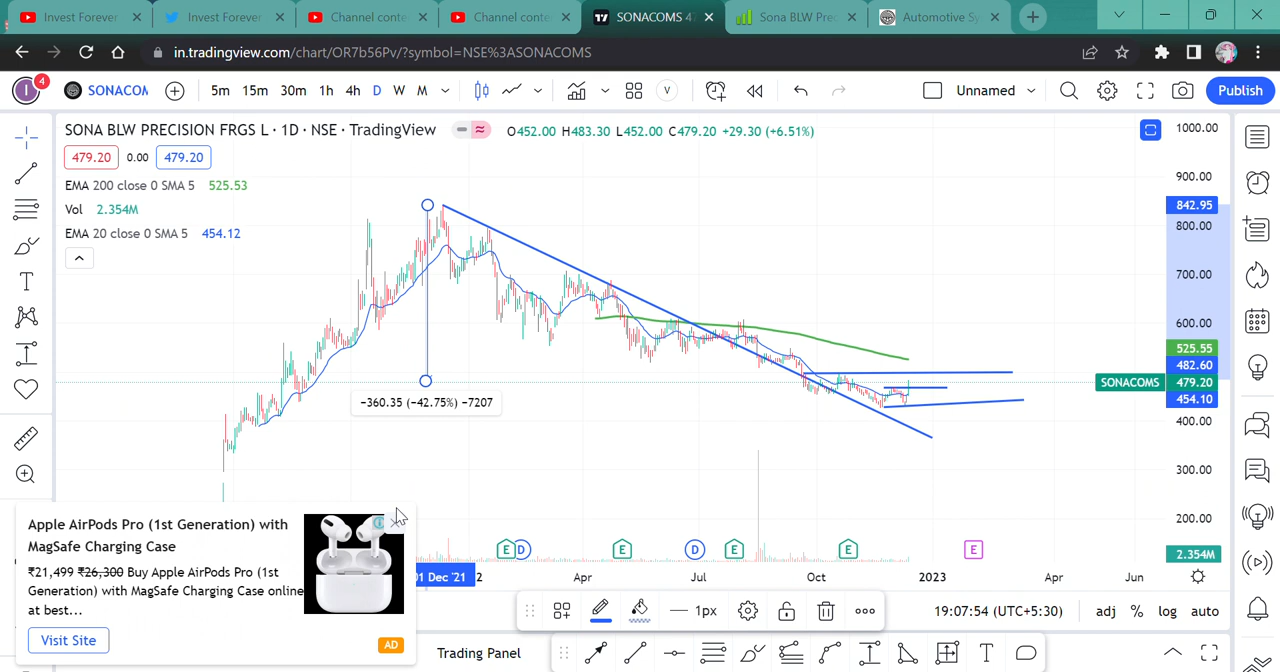 Invest Forever
Invest Forever
Channel conte
Channel conte
SONACOMS 4
Sona BLW Prec
Automotive Sy
in.tradingview.com/chart/OR7b56Pv/?symbol=NSE%3ASONACOMS
I
4
SONACOM
5m 15m 30m 1h 4h D W M
V
Unnamed
Publish
SONA BLW PRECISION FRGS L · 1D · NSE · TradingView
O452.00 H483.30 L452.00 C479.20 +29.30 (+6.51%)
479.20 0.00 479.20
EMA 200 close 0 SMA 5 525.53
Vol 2.354M
EMA 20 close 0 SMA 5 454.12
1000.00
900.00
842.95
800.00
700.00
600.00
525.55
482.60
SONACOMS 479.20
454.10
400.00
300.00
200.00
2.354M
−360.35 (−42.75%) −7207
E D E D E E E
01 Dec '21 2 Apr Jul Oct 2023 Apr Jun
Apple AirPods Pro (1st Generation) with
MagSafe Charging Case
₹21,499 ₹26,300 Buy Apple AirPods Pro (1st
Generation) with MagSafe Charging Case online
at best...
Visit Site
AD
1px
19:07:54 (UTC+5:30)
adj % log auto
Trading Panel
T